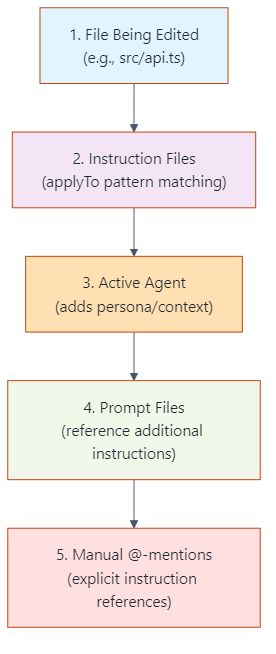 1. File Being Edited
(e.g., src/api.ts)
2. Instruction Files
(applyTo pattern matching)
3. Active Agent
(adds persona/context)
4. Prompt Files
(reference additional
instructions)
5. Manual @-mentions
(explicit instruction
references)